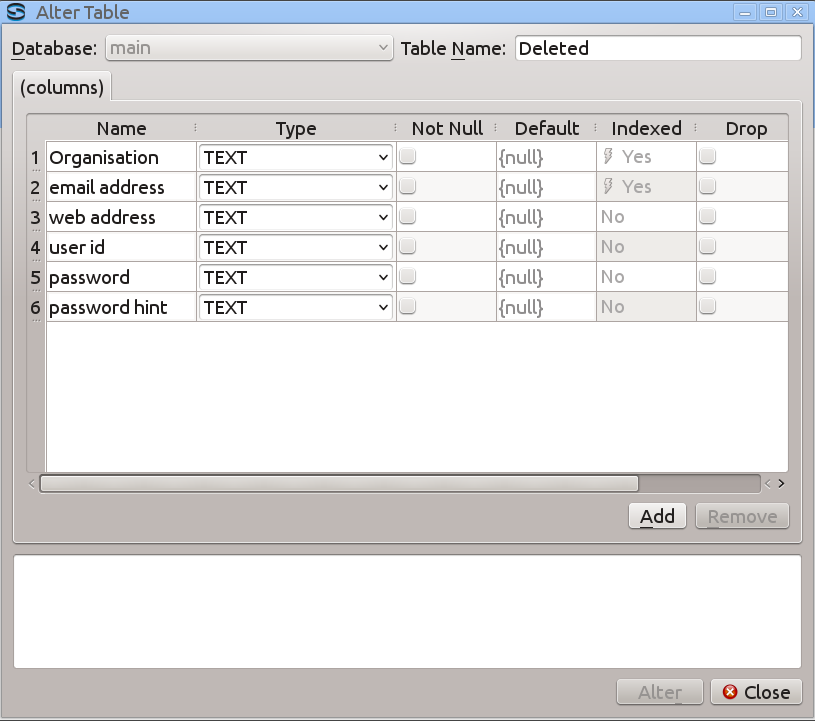 Alter Table
Database: main Table Name: Deleted
(columns)
Name Type Not Null Default Indexed Drop
1 Organisation TEXT {null} Yes
2 email address TEXT {null} Yes
3 web address TEXT {null} No
4 user id TEXT {null} No
5 password TEXT {null} No
6 password hint TEXT {null} No
Add Remove
Alter Close